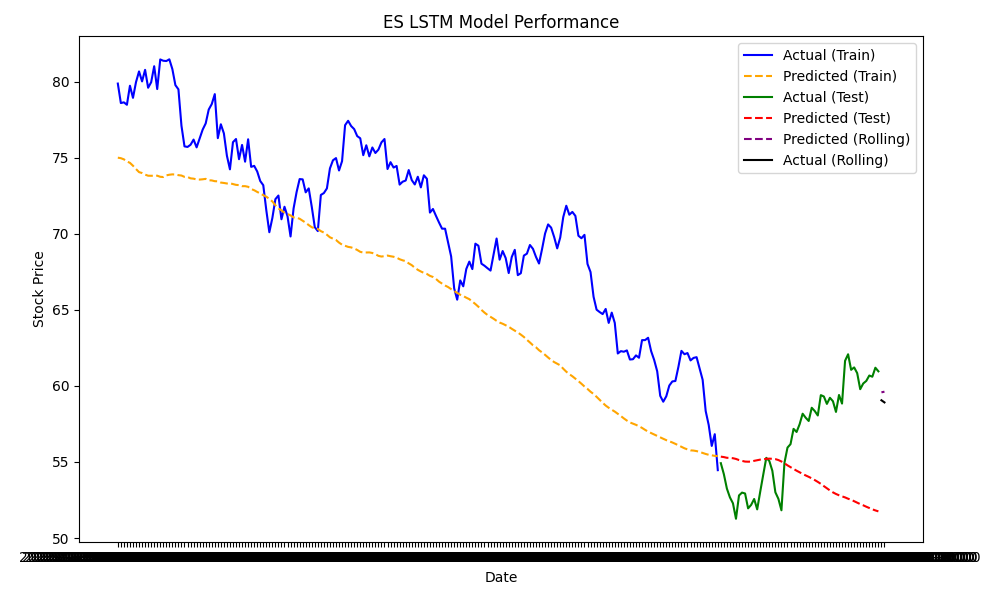 ES LSTM Model Performance
Actual (Train)
Predicted (Train)
Actual (Test)
Predicted (Test)
Predicted (Rolling)
Actual (Rolling)
80
75
70
65
60
55
50
Stock Price
Date